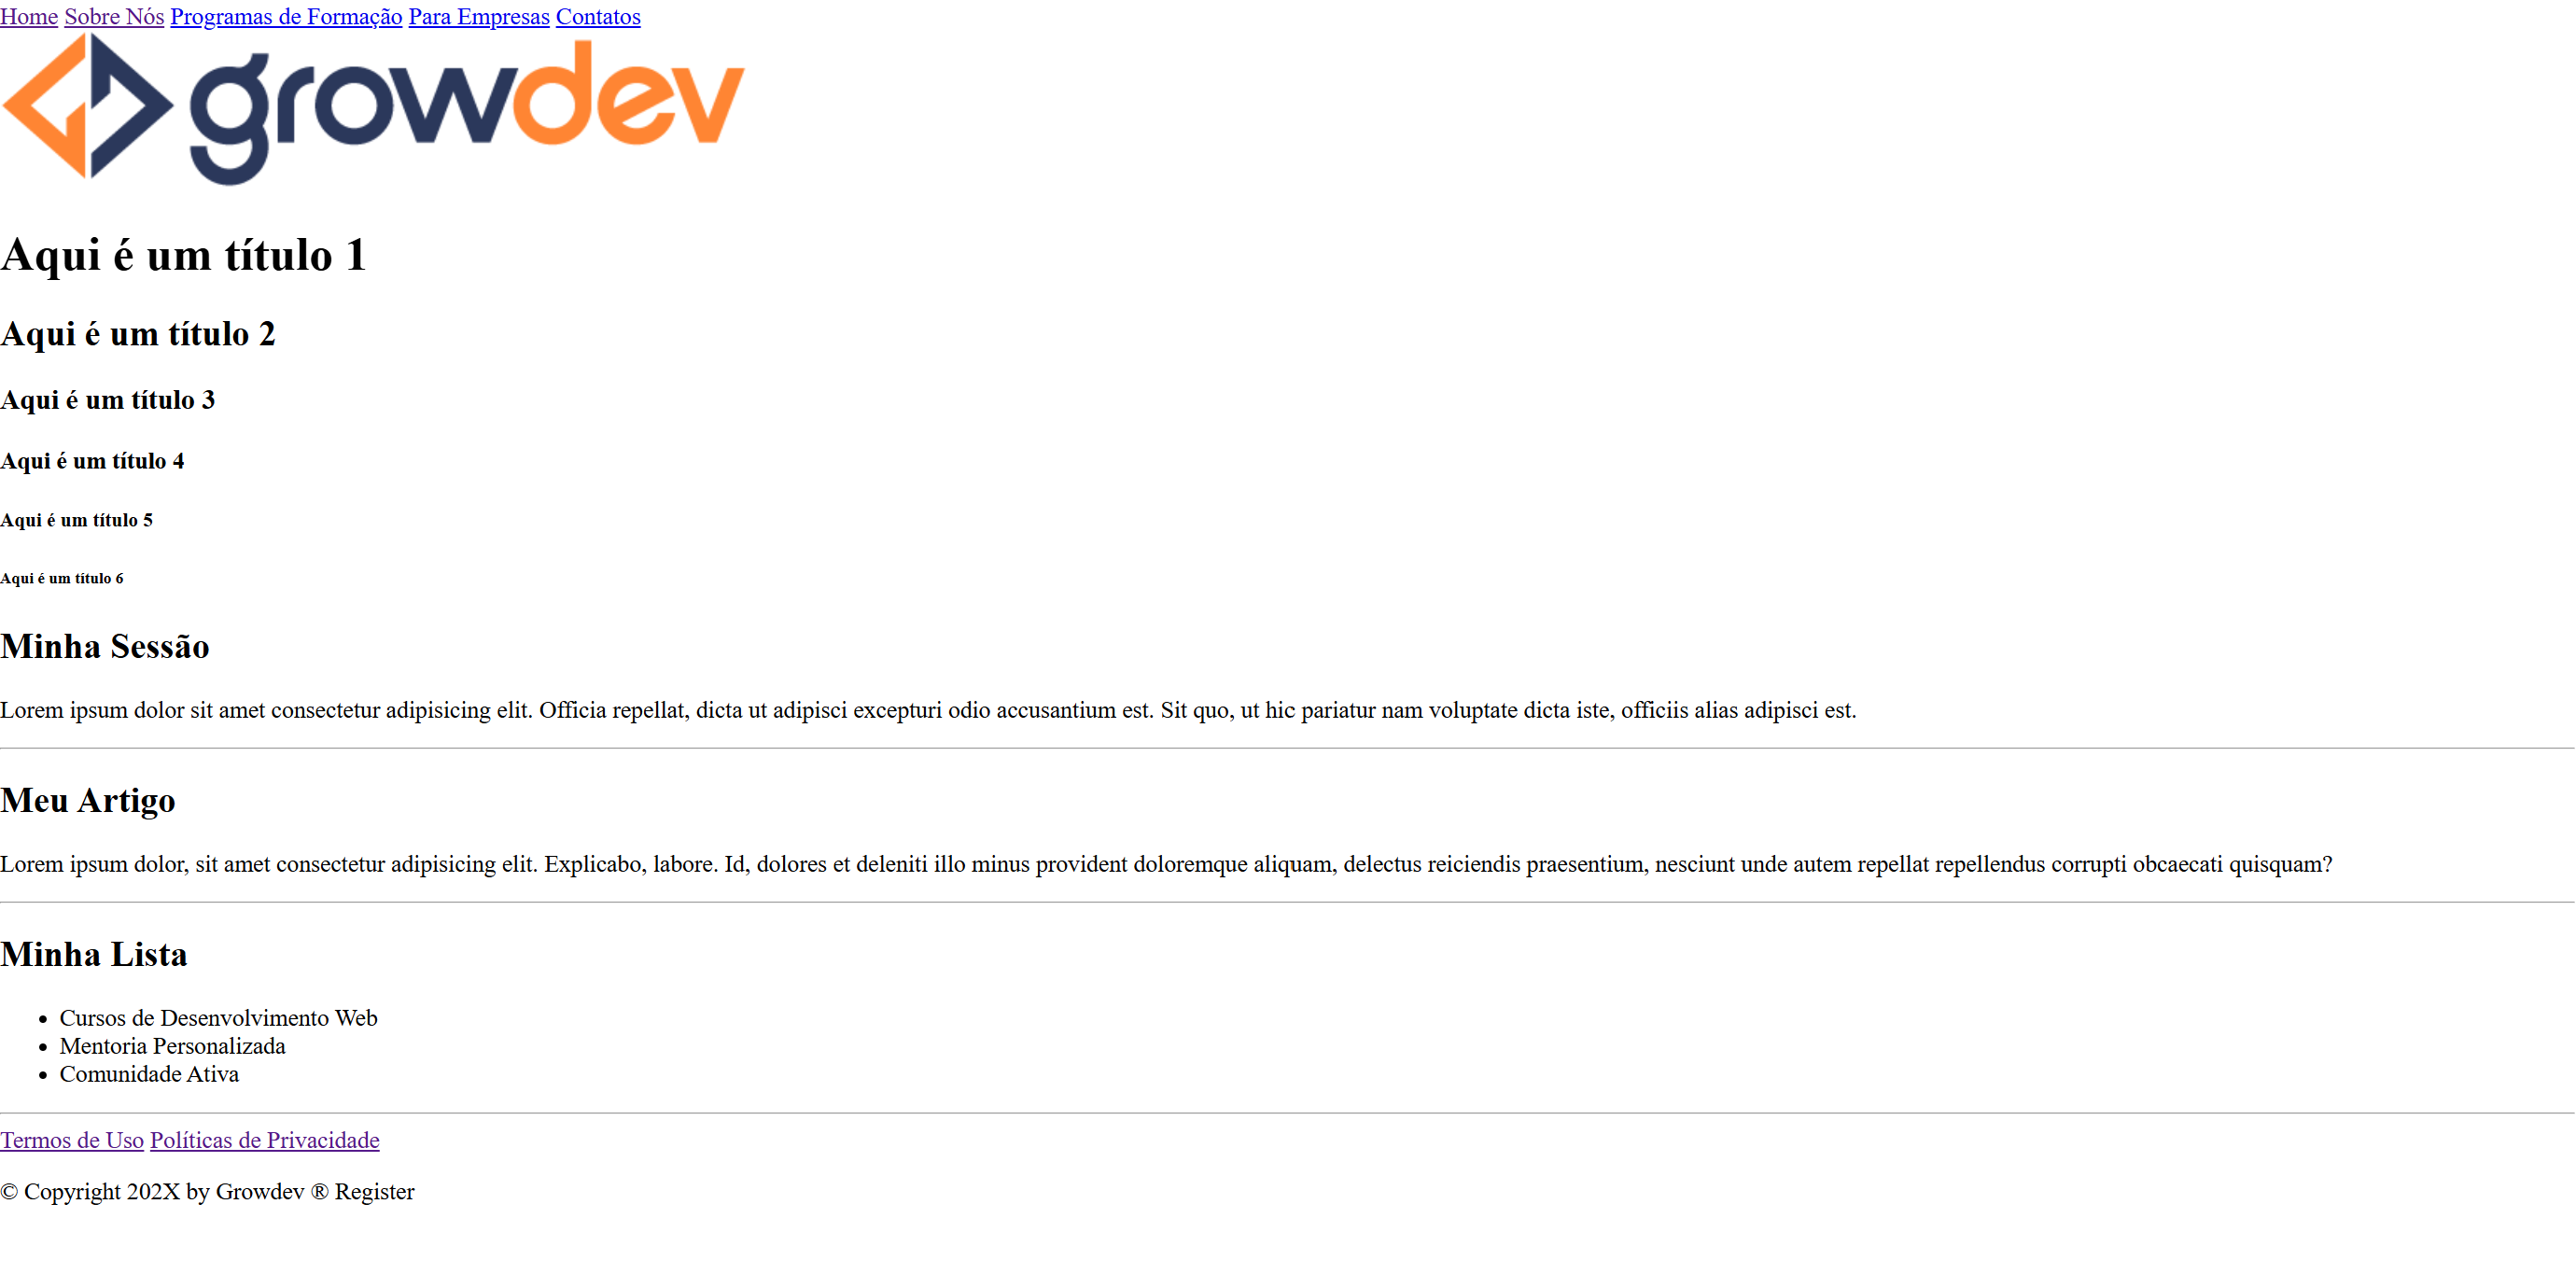 Home Sobre Nós Programas de Formação Para Empresas Contatos
growdev
Aqui é um título 1
Aqui é um título 2
Aqui é um título 3
Aqui é um título 4
Aqui é um título 5
Aqui é um título 6
Minha Sessão
Lorem ipsum dolor sit amet consectetur adipisicing elit. Officia repellat, dicta ut adipisci excepturi odio accusantium est. Sit quo, ut hic pariatur nam voluptate dicta iste, officiis alias adipisci est.
Meu Artigo
Lorem ipsum dolor, sit amet consectetur adipisicing elit. Explicabo, labore. Id, dolores et deleniti illo minus provident doloremque aliquam, delectus reiciendis praesentium, nesciunt unde autem repellat repellendus corrupti obcaecati quisquam?
Minha Lista
• Cursos de Desenvolvimento Web
• Mentoria Personalizada
• Comunidade Ativa
Termos de Uso Políticas de Privacidade
© Copyright 202X by Growdev ® Register